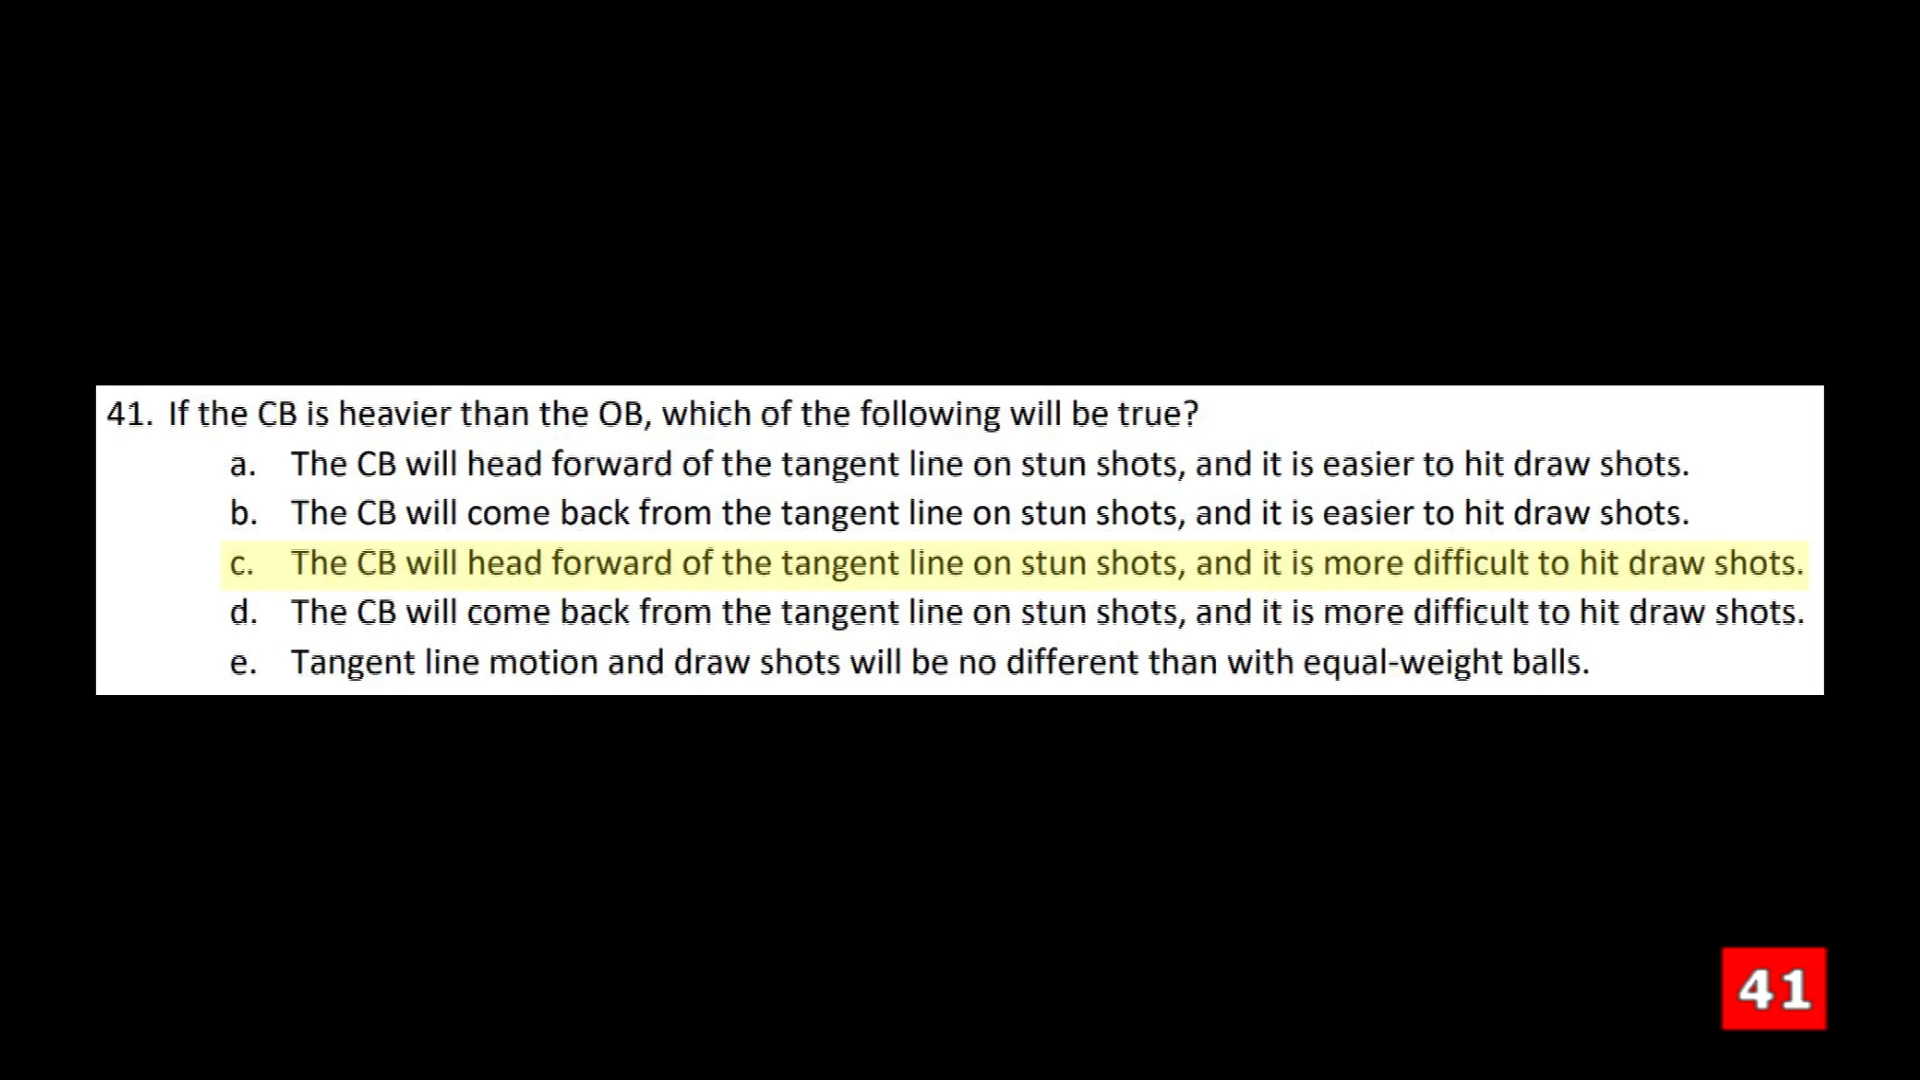 41. If the CB is heavier than the OB, which of the following will be true?
a. The CB will head forward of the tangent line on stun shots, and it is easier to hit draw shots.
b. The CB will come back from the tangent line on stun shots, and it is easier to hit draw shots.
c. The CB will head forward of the tangent line on stun shots, and it is more difficult to hit draw shots.
d. The CB will come back from the tangent line on stun shots, and it is more difficult to hit draw shots.
e. Tangent line motion and draw shots will be no different than with equal-weight balls.
41